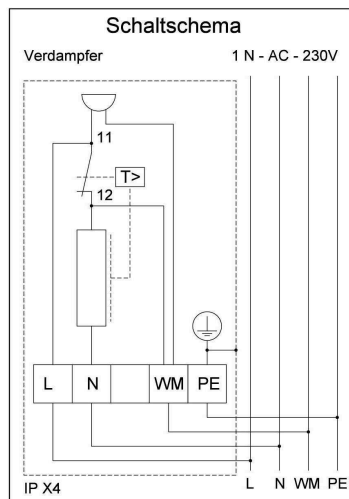 Schaltschema
Verdampfer 1 N - AC - 230V
11
T>
12
L N WM PE
L N WM PE
IP X4